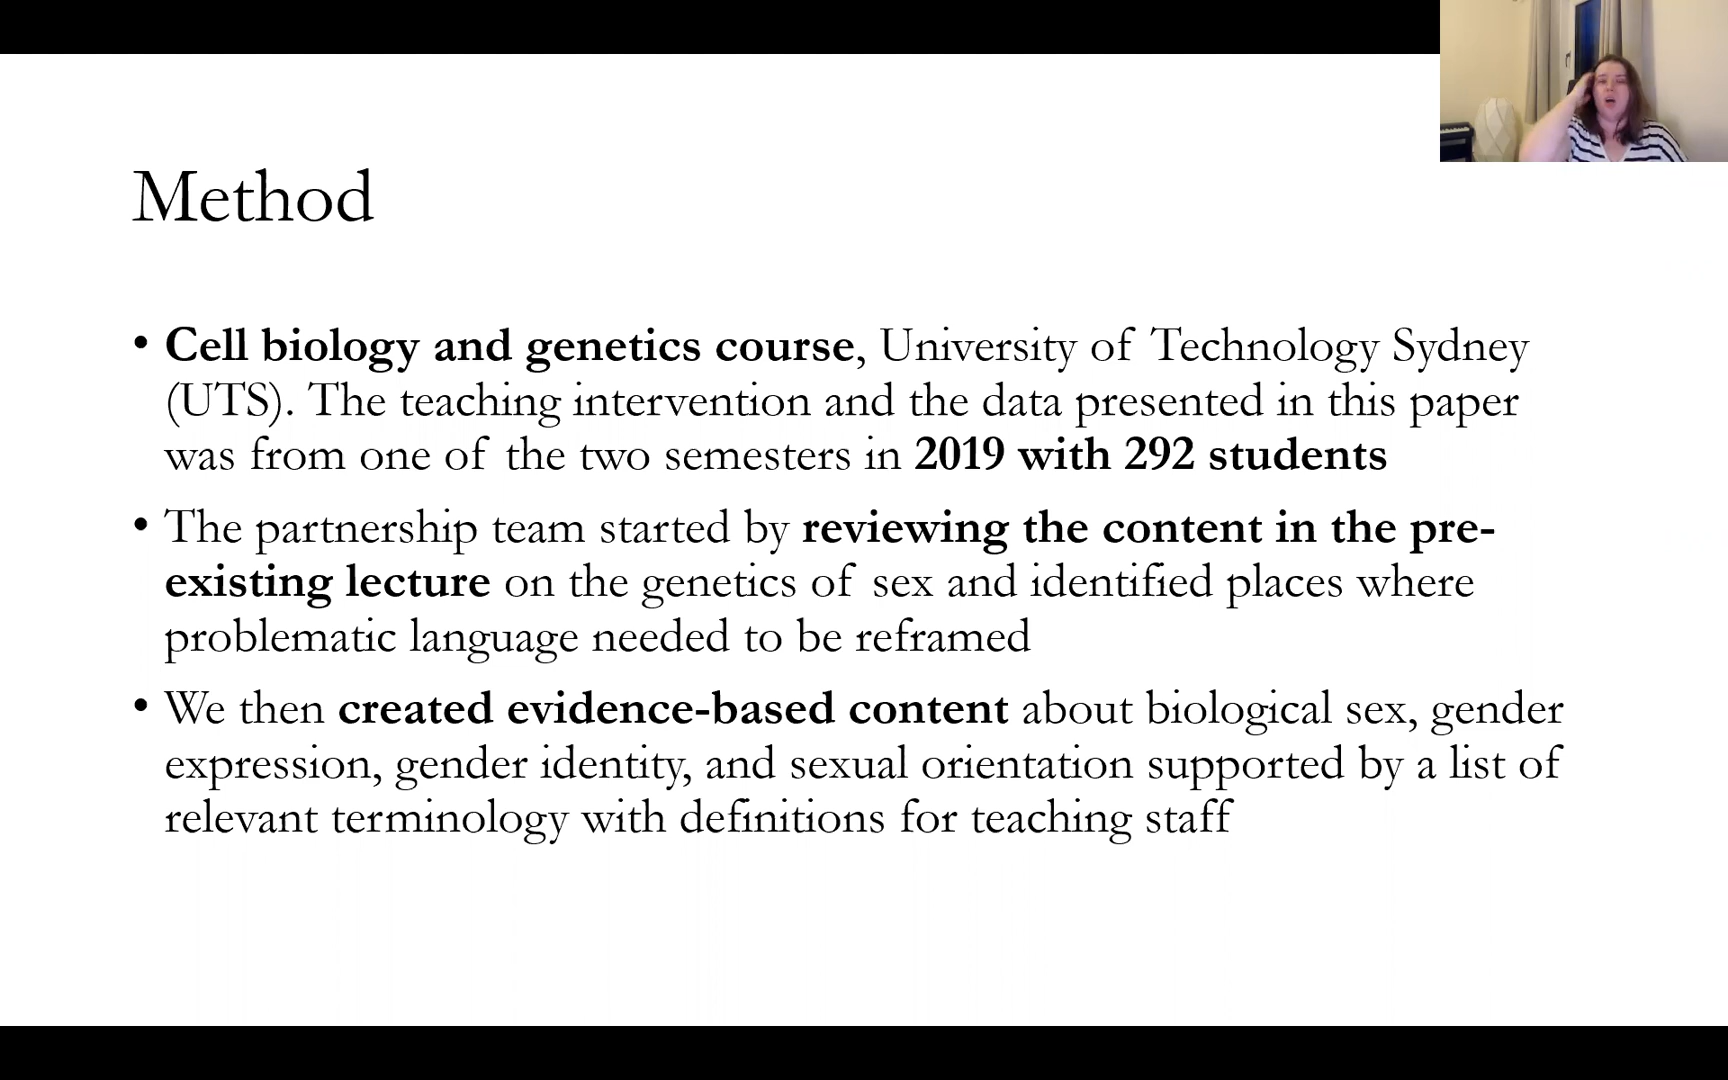 Method
• Cell biology and genetics course, University of Technology Sydney
(UTS). The teaching intervention and the data presented in this paper
was from one of the two semesters in 2019 with 292 students
• The partnership team started by reviewing the content in the pre-
existing lecture on the genetics of sex and identified places where
problematic language needed to be reframed
• We then created evidence-based content about biological sex, gender
expression, gender identity, and sexual orientation supported by a list of
relevant terminology with definitions for teaching staff